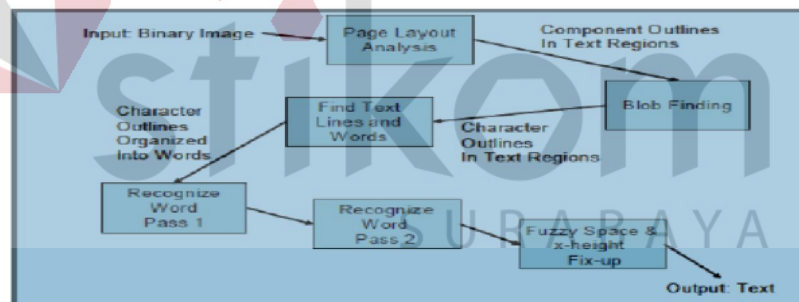 Input: Binary Image
Page Layout
Analysis
Component Outlines
In Text Regions
Blob Finding
Character
Outlines
In Text Regions
Find Text
Lines and
Words
Character
Outlines
Organized
Into Words
Recognize
Word
Pass 1
Recognize
Word
Pass 2
Fuzzy Space &
x-height
Fix-up
Output: Text
stikom
SURABAYA